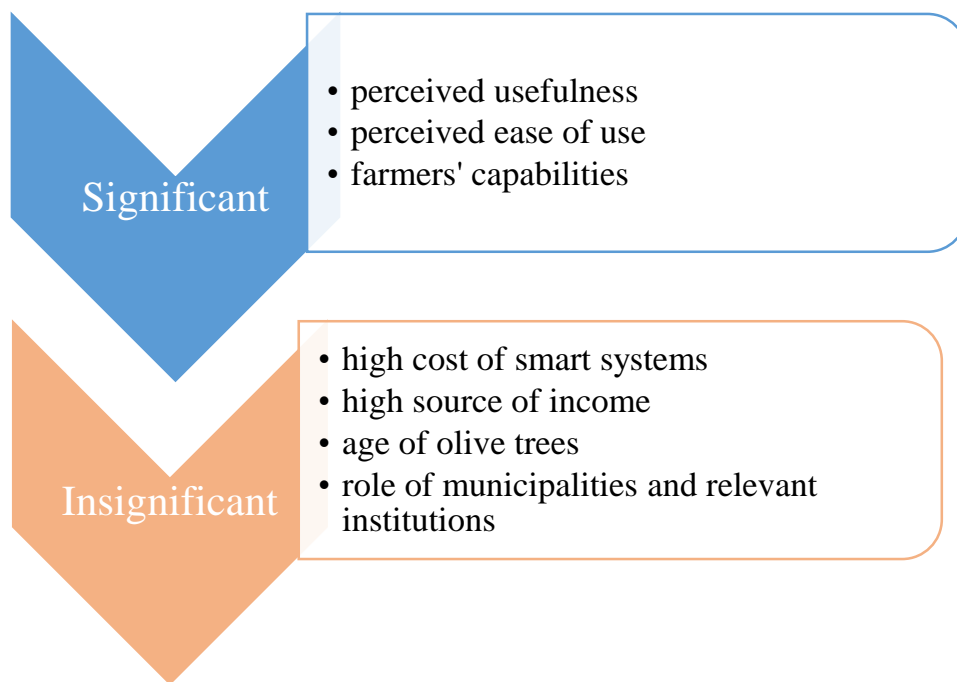 Significant
• perceived usefulness
• perceived ease of use
• farmers' capabilities
Insignificant
• high cost of smart systems
• high source of income
• age of olive trees
• role of municipalities and relevant
institutions